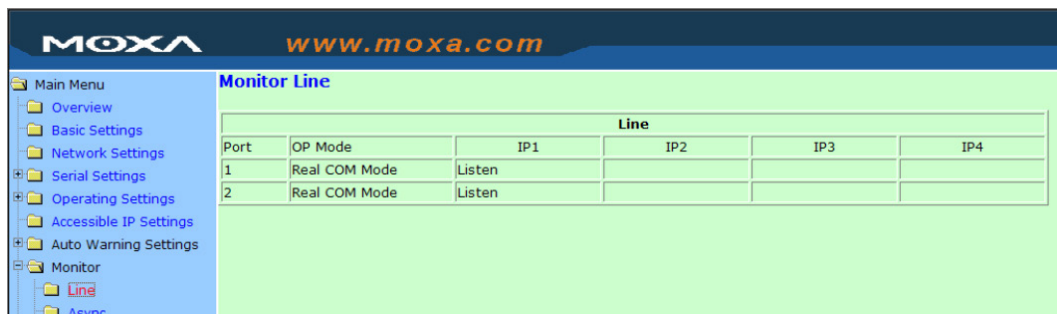 MOXA www.moxa.com
Main Menu
Overview
Basic Settings
Network Settings
Serial Settings
Operating Settings
Accessible IP Settings
Auto Warning Settings
Monitor
Line
Async
Monitor Line
Line
Port OP Mode IP1 IP2 IP3 IP4
1 Real COM Mode Listen
2 Real COM Mode Listen